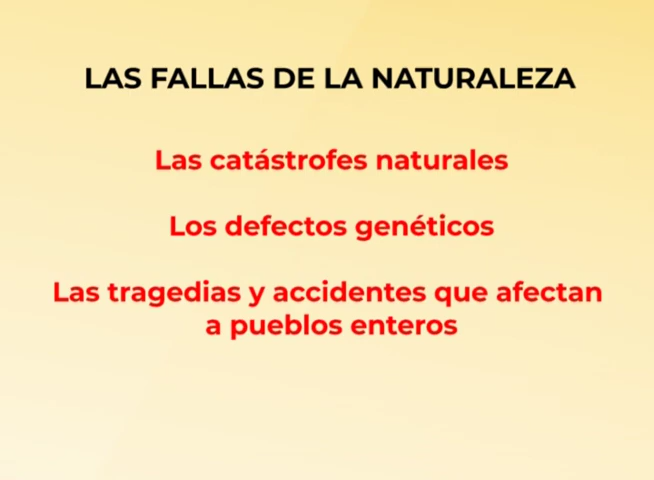 LAS FALLAS DE LA NATURALEZA
Las catástrofes naturales
Los defectos genéticos
Las tragedias y accidentes que afectan
a pueblos enteros